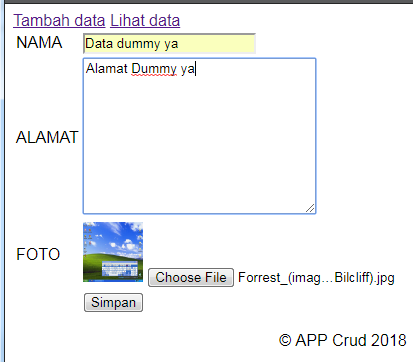 Tambah data Lihat data
NAMA Data dummy ya
ALAMAT Alamat Dummy ya
FOTO Choose File Forrest_(imag…Bilcliff).jpg
Simpan
© APP Crud 2018